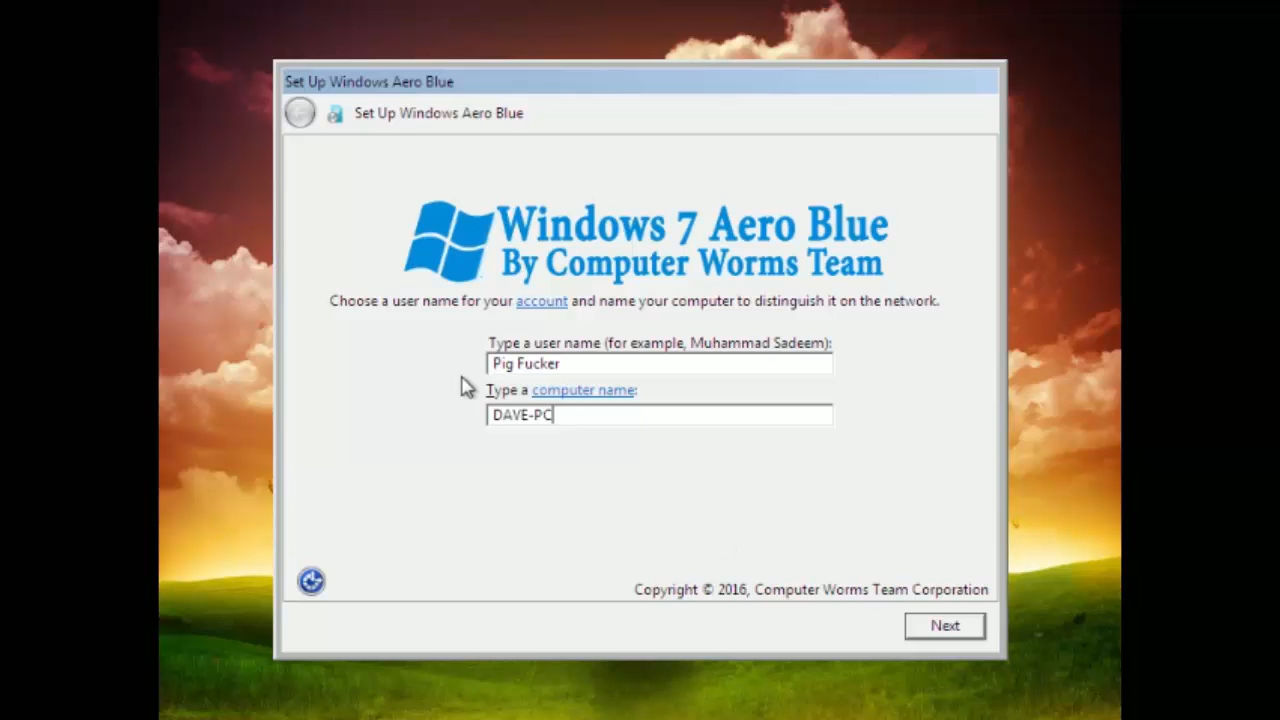 Set Up Windows Aero Blue
Set Up Windows Aero Blue
Windows 7 Aero Blue
By Computer Worms Team
Choose a user name for your account and name your computer to distinguish it on the network.
Type a user name (for example, Muhammad Sadeem):
Pig Fucker
Type a computer name:
DAVE-PC
Copyright © 2016, Computer Worms Team Corporation
Next